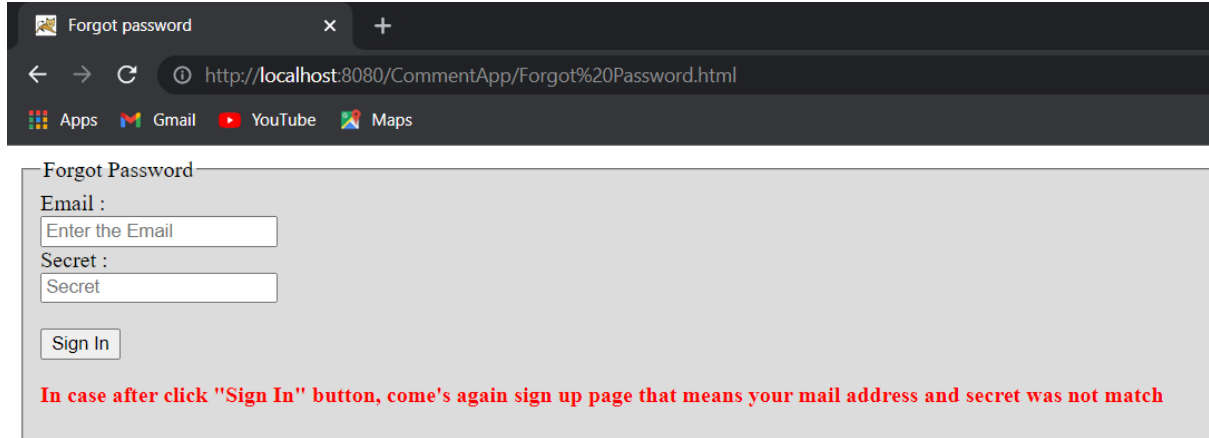 Forgot password
http://localhost:8080/CommentApp/Forgot%20Password.html
Apps Gmail YouTube Maps
Forgot Password
Email :
Enter the Email
Secret :
Secret
Sign In
In case after click "Sign In" button, come's again sign up page that means your mail address and secret was not match